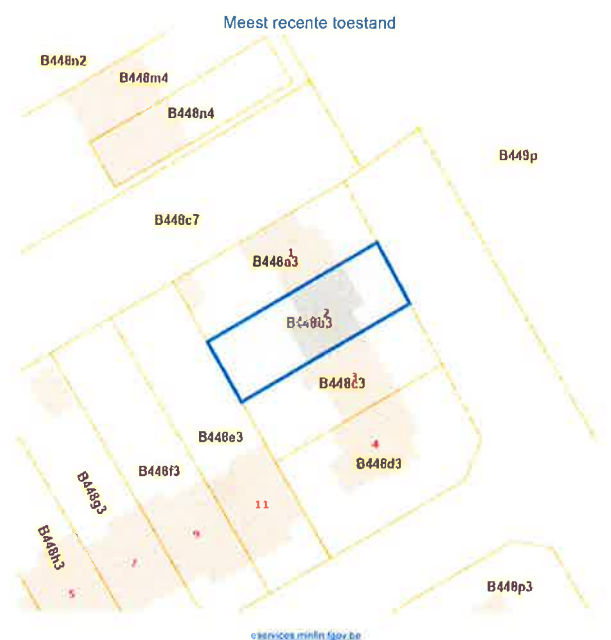 Meest recente toestand
B448n2
B448m4
B448n4
B449p
B448c7
1
B448a3
2
B448b3
3
B448c3
B448e3
4
B448d3
B448f3
B448g3
11
9
B448h3
7
5
B448p3
eservices.minfin.fgov.be